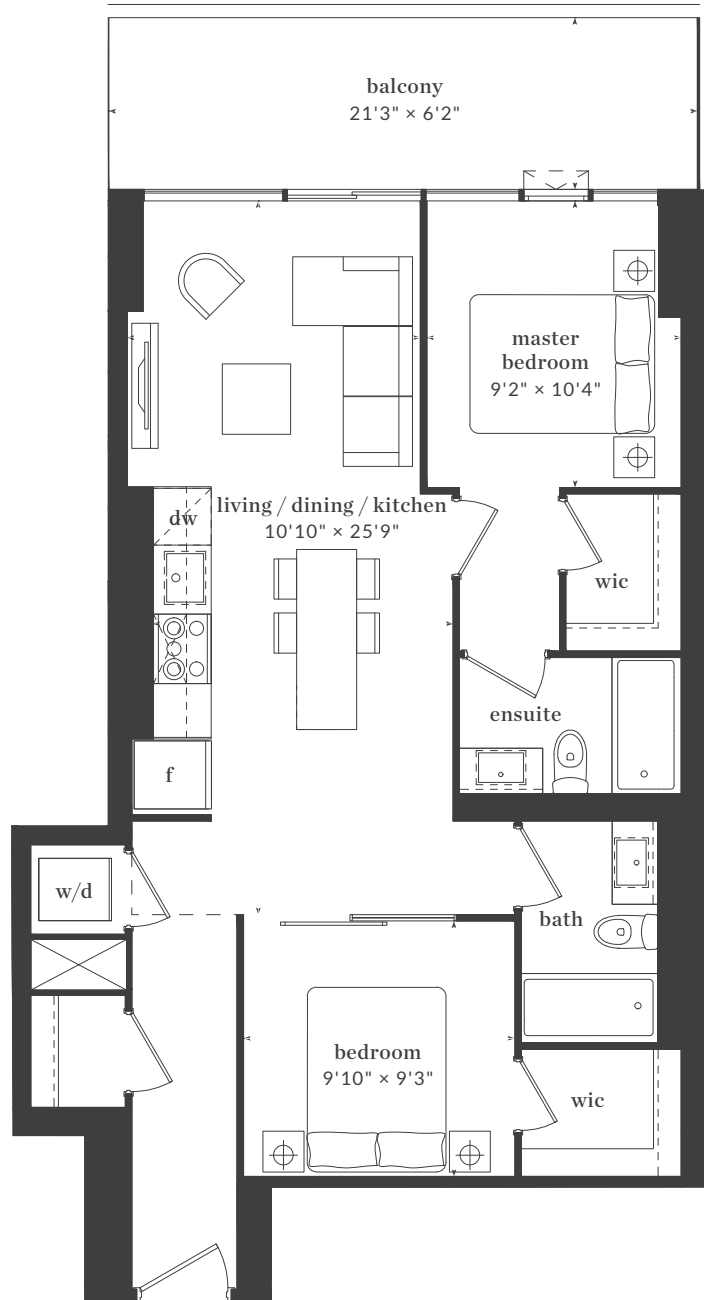 balcony
21'3" × 6'2"
master
bedroom
9'2" × 10'4"
dw
living / dining / kitchen
10'10" × 25'9"
wic
ensuite
f
w/d
bath
bedroom
9'10" × 9'3"
wic